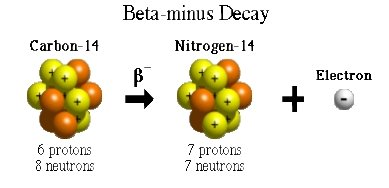 Beta-minus Decay
Carbon-14
Nitrogen-14
β⁻
Electron
+ + + +
+ + + +
+
-
6 protons
8 neutrons
7 protons
7 neutrons